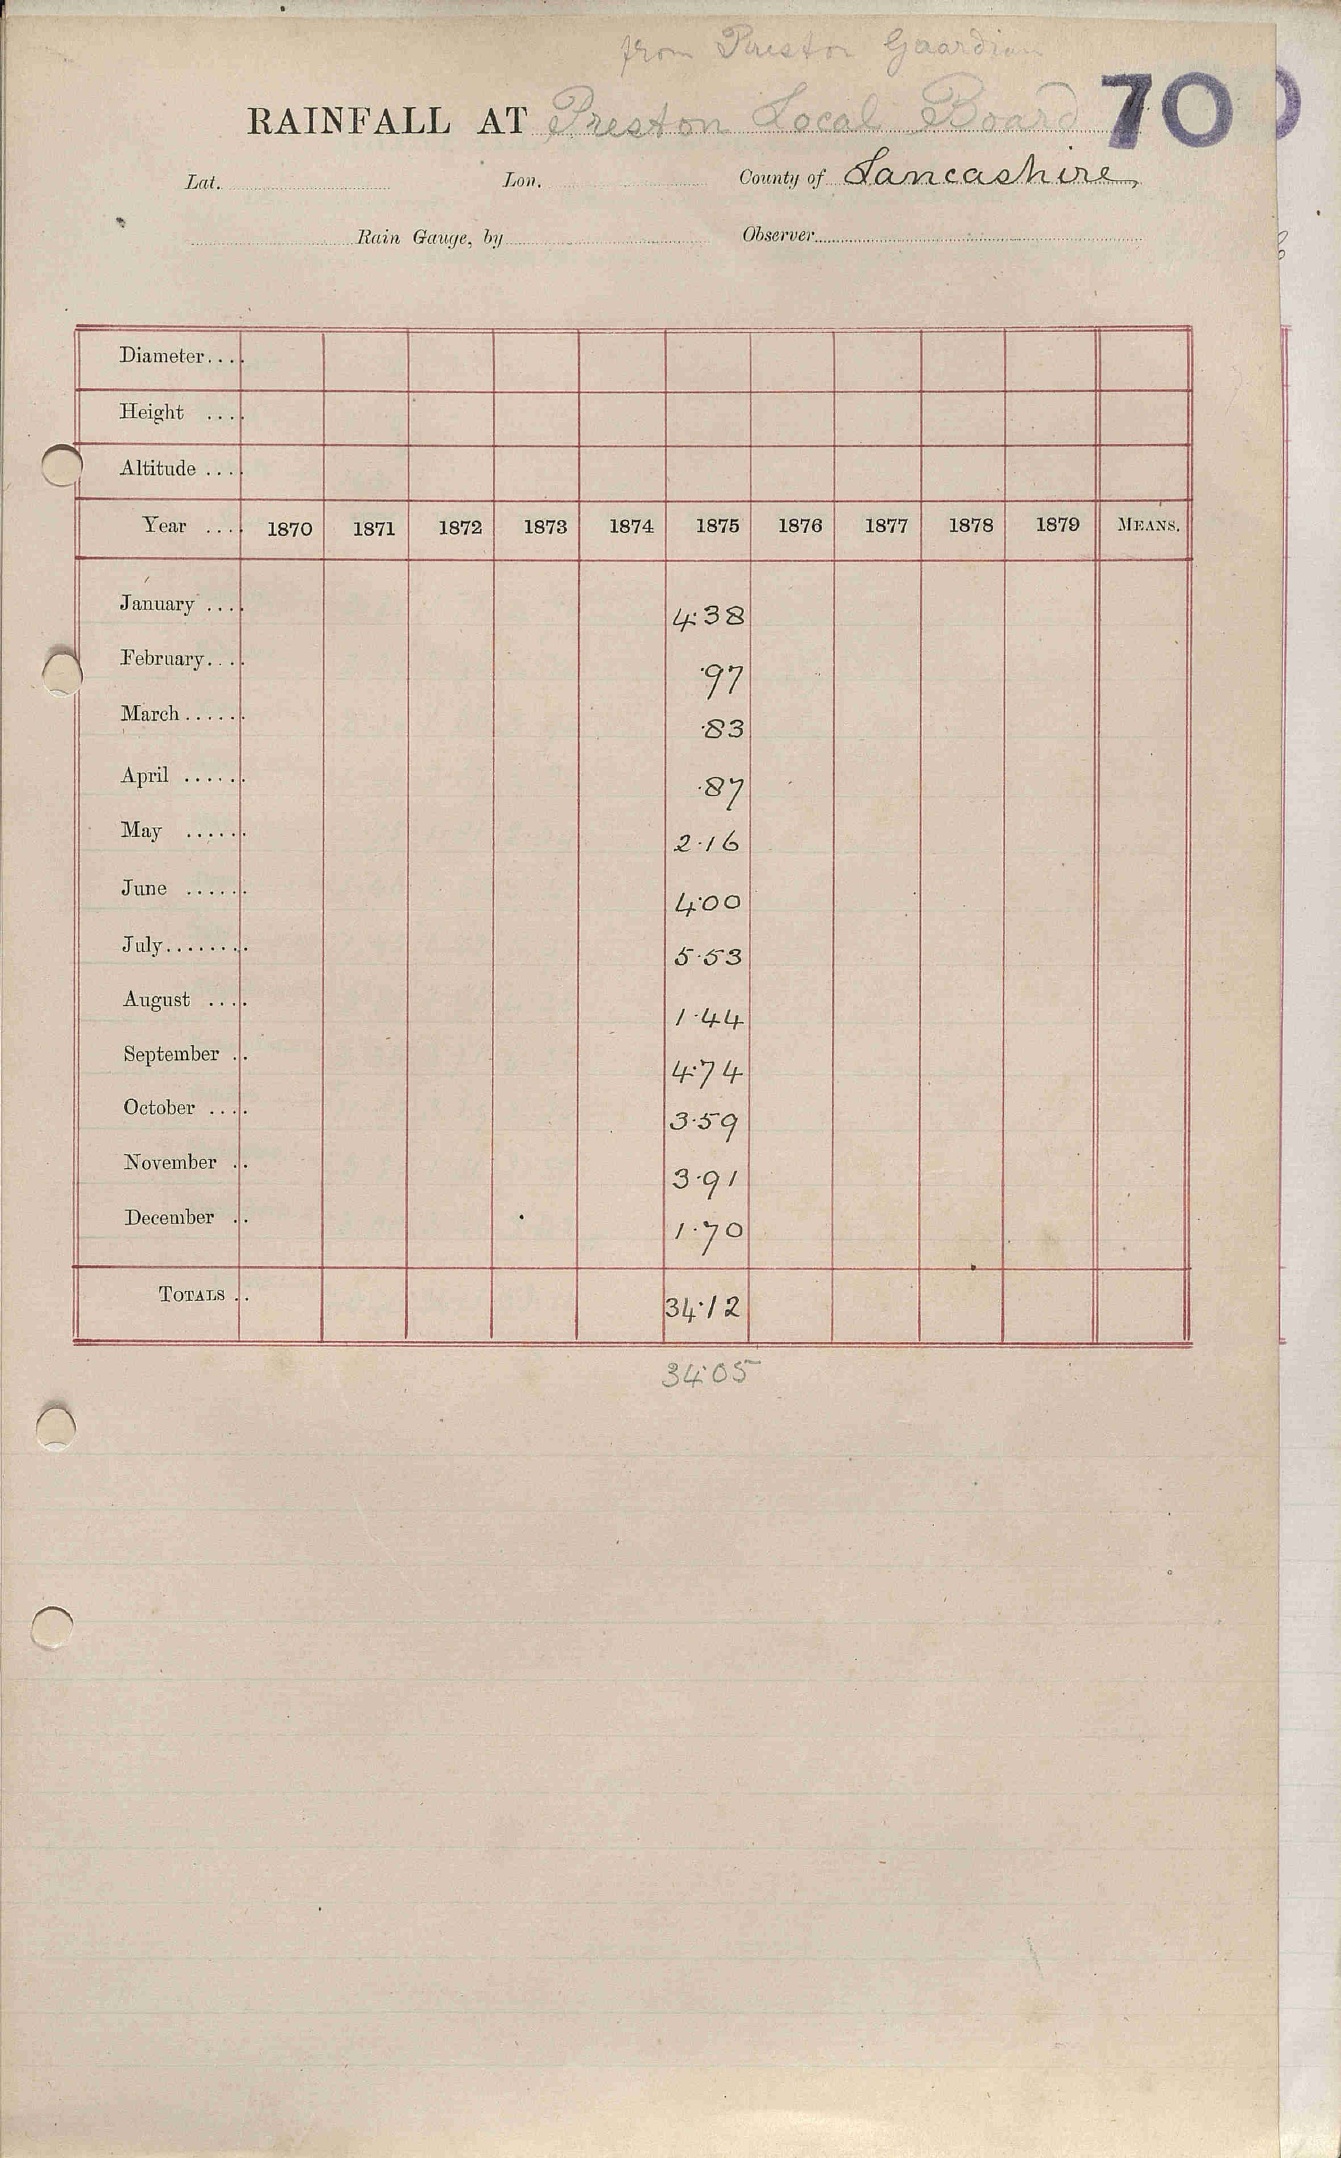 from Preston Guardian
RAINFALL AT Preston Local Board 70
Lat. Lon. County of Lancashire
Rain Gauge, by Observer
Diameter....
Height ....
Altitude ....
Year .... 1870 1871 1872 1873 1874 1875 1876 1877 1878 1879 MEANS.
January .... 4·38
February.... ·97
March...... ·83
April ...... ·87
May ...... 2·16
June ...... 4·00
July........ 5·53
August .... 1·44
September .. 4·74
October .... 3·59
November .. 3·91
December .. 1·70
TOTALS .. 34·12
34·05